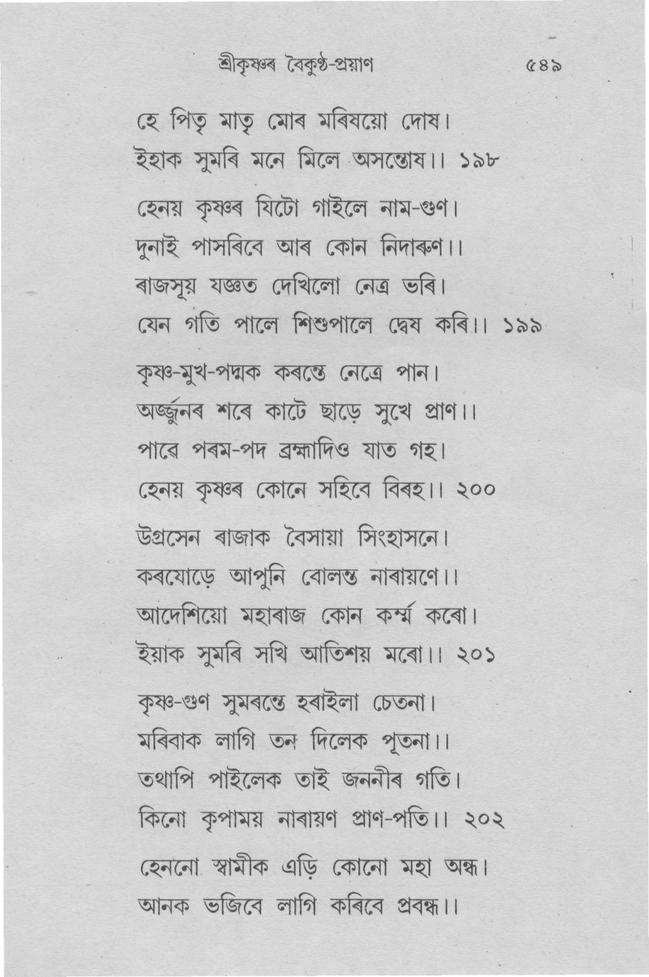 শ্ৰীকৃষ্ণৰ বৈকুণ্ঠ-প্ৰয়াণ ৫৪৯
হে পিতৃ মাতৃ মোৰ মৰিষয়ো দোষ।
ইহাক সুমৰি মনে মিলে অসন্তোষ।। ১৯৮
হেনয় কৃষ্ণৰ যিটো গাইলে নাম-গুণ।
দুনাই পাসৰিবে আৰ কোন নিদাৰুণ।।
ৰাজসূয় যজ্ঞত দেখিলো নেত্ৰ ভৰি।
যেন গতি পালে শিশুপালে দ্বেষ কৰি।। ১৯৯
কৃষ্ণ-মুখ-পদ্মক কৰন্তে নেত্ৰে পান।
অৰ্জ্জুনৰ শৰে কাটে ছাড়ে সুখে প্ৰাণ।।
পাৱে পৰম-পদ ব্ৰহ্মাদিও যাত গহ।
হেনয় কৃষ্ণৰ কোনে সহিবে বিৰহ।। ২০০
উগ্ৰসেন ৰাজাক বৈসায়া সিংহাসনে।
কৰযোড়ে আপুনি বোলন্ত নাৰায়ণে।।
আদেশিয়ো মহাৰাজ কোন কৰ্ম্ম কৰো।
ইয়াক সুমৰি সখি আতিশয় মৰো।। ২০১
কৃষ্ণ-গুণ সুমৰন্তে হৰাইলা চেতনা।
মৰিবাক লাগি তন দিলেক পূতনা।।
তথাপি পাইলেক তাই জননীৰ গতি।
কিনো কৃপাময় নাৰায়ণ প্ৰাণ-পতি।। ২০২
হেননো স্বামীক এড়ি কোনো মহা অন্ধ।
আনক ভজিবে লাগি কৰিবে প্ৰবন্ধ।।